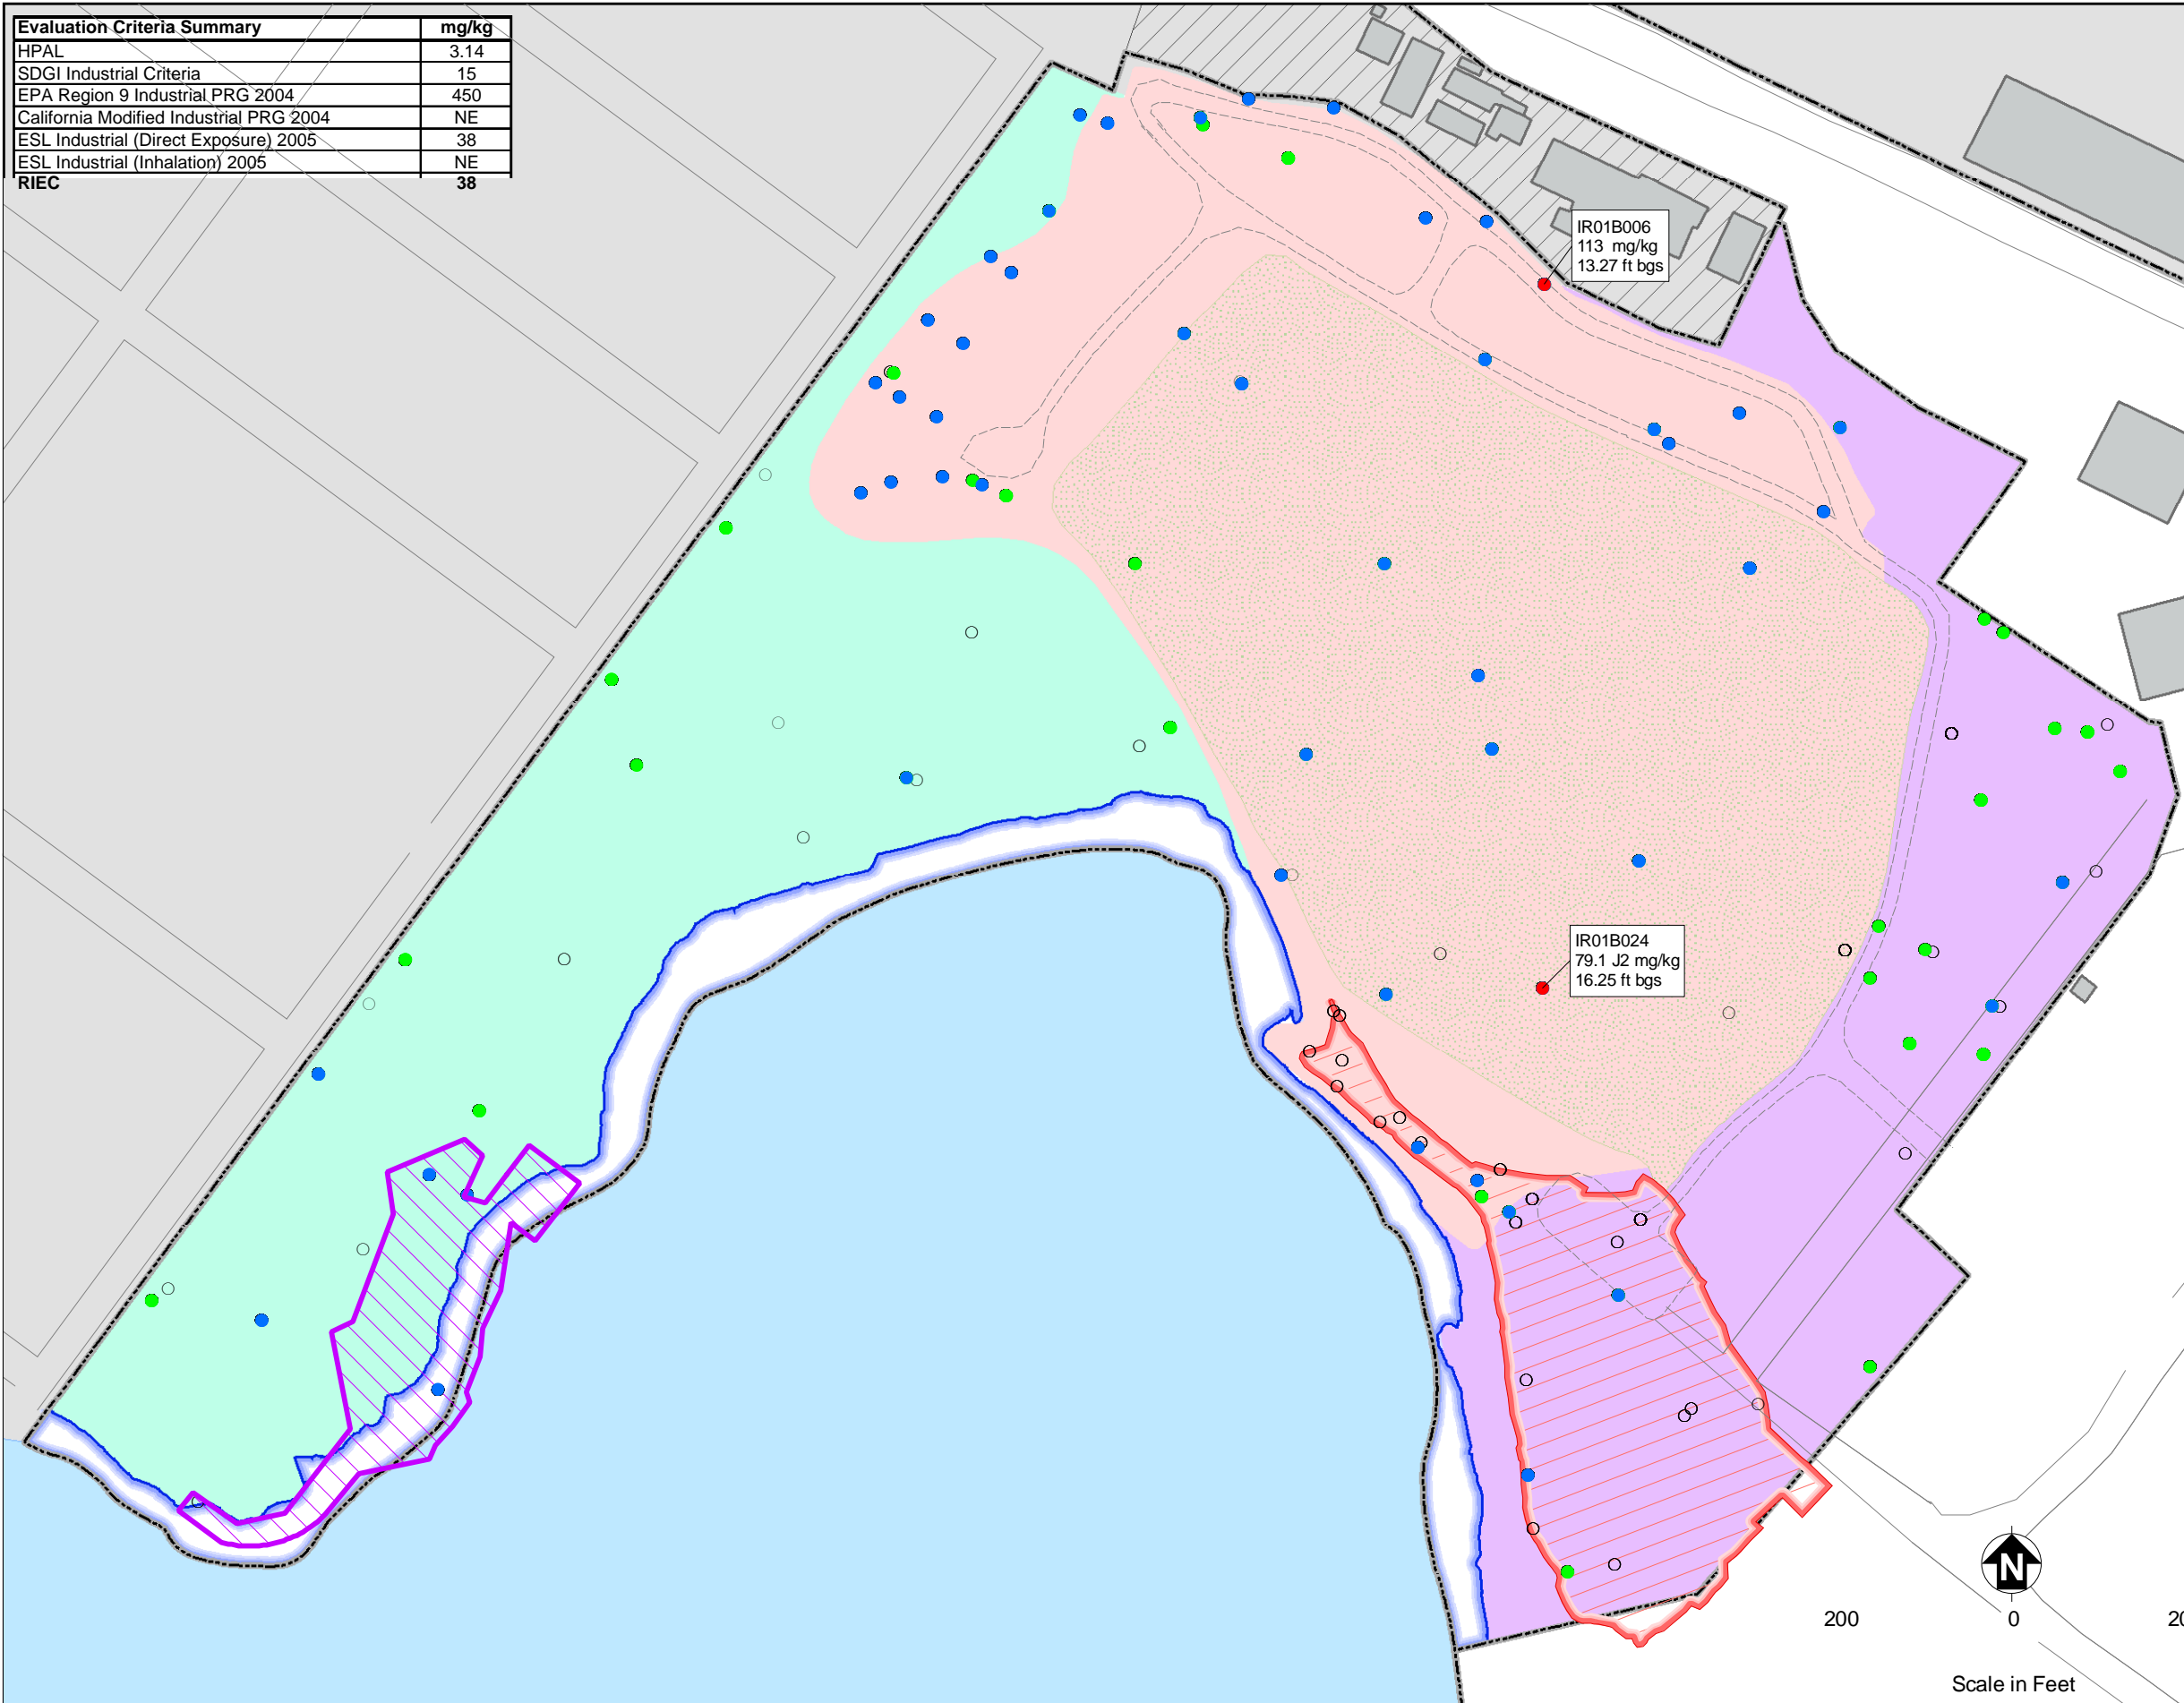 Evaluation Criteria Summary mg/kg
HPAL 3.14
SDGI Industrial Criteria 15
EPA Region 9 Industrial PRG 2004 450
California Modified Industrial PRG 2004 NE
ESL Industrial (Direct Exposure) 2005 38
ESL Industrial (Inhalation) 2005 NE
RIEC 38
IR01B006
113 mg/kg
13.27 ft bgs
IR01B024
79.1 J2 mg/kg
16.25 ft bgs
N
200 0
Scale in Feet